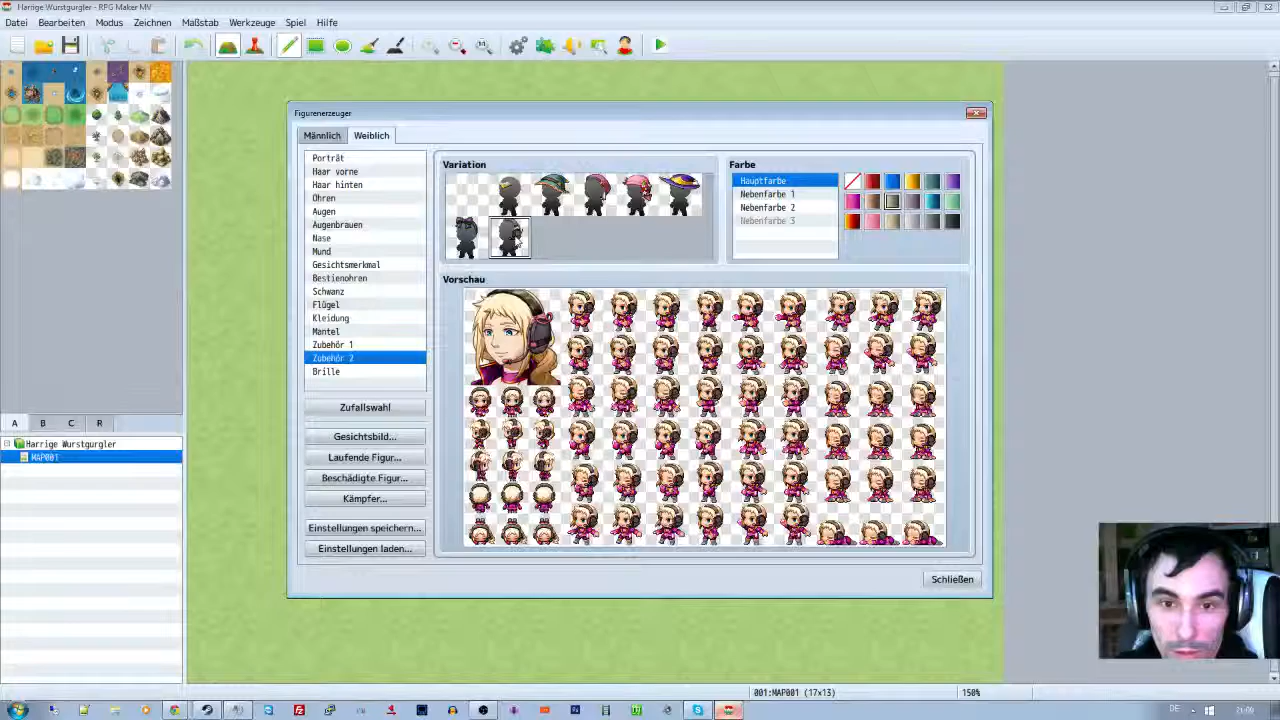 Harrige Wurstgurgler - RPG Maker MV
Datei Bearbeiten Modus Zeichnen Maßstab Werkzeuge Spiel Hilfe
Figurenerzeuger
Männlich Weiblich
Porträt
Haar vorne
Haar hinten
Ohren
Augen
Augenbrauen
Nase
Mund
Gesichtsmerkmal
Bestienohren
Schwanz
Flügel
Kleidung
Mantel
Zubehör 1
Zubehör 2
Brille
Zufallswahl
Gesichtsbild...
Laufende Figur...
Beschädigte Figur...
Kämpfer...
Einstellungen speichern...
Einstellungen laden...
Variation
Farbe
Hauptfarbe
Nebenfarbe 1
Nebenfarbe 2
Nebenfarbe 3
Vorschau
Schließen
A B C R
Harrige Wurstgurgler
MAP001
001:MAP001 (17x13) 150%
DE 21:09